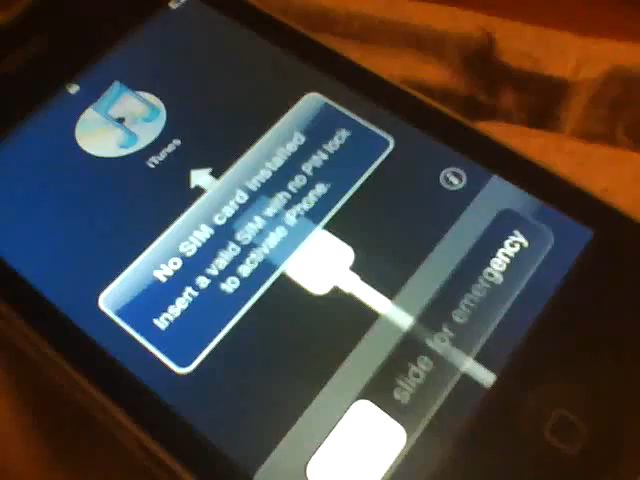 iTunes
No SIM card installed
Insert a valid SIM with no PIN lock
to activate iPhone.
slide for emergency